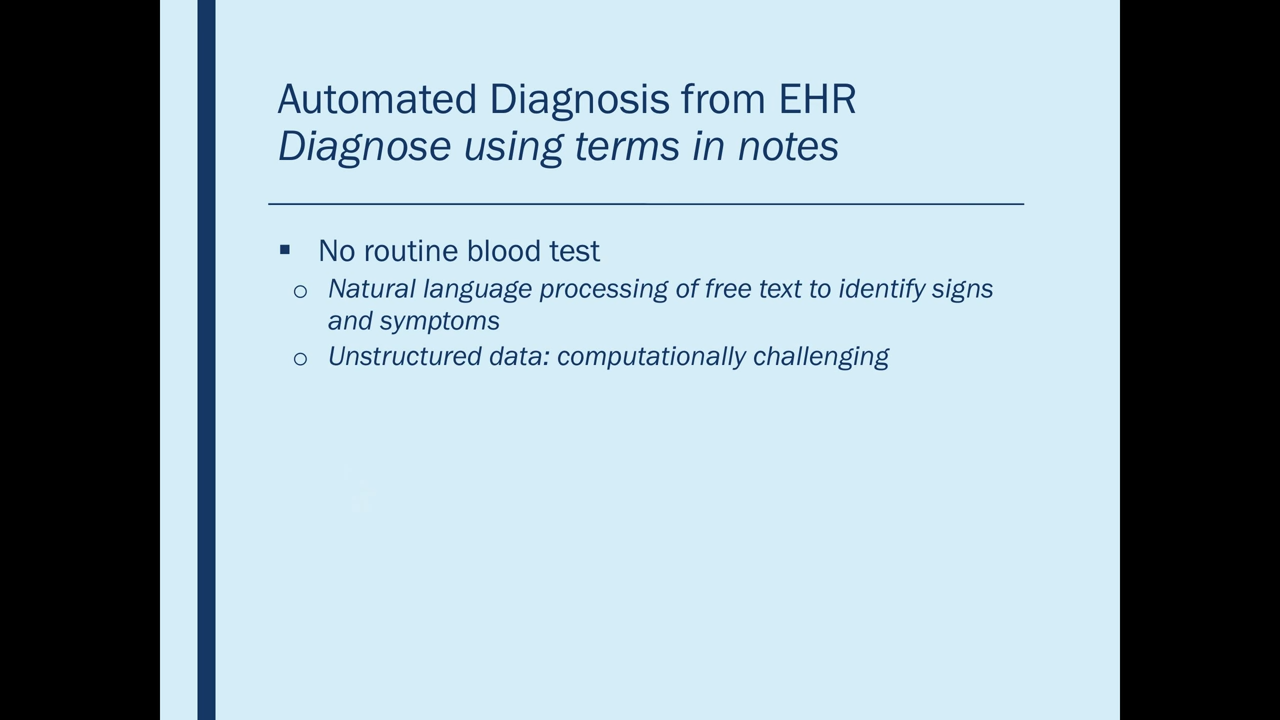 Automated Diagnosis from EHR
Diagnose using terms in notes
No routine blood test
Natural language processing of free text to identify signs
and symptoms
Unstructured data: computationally challenging